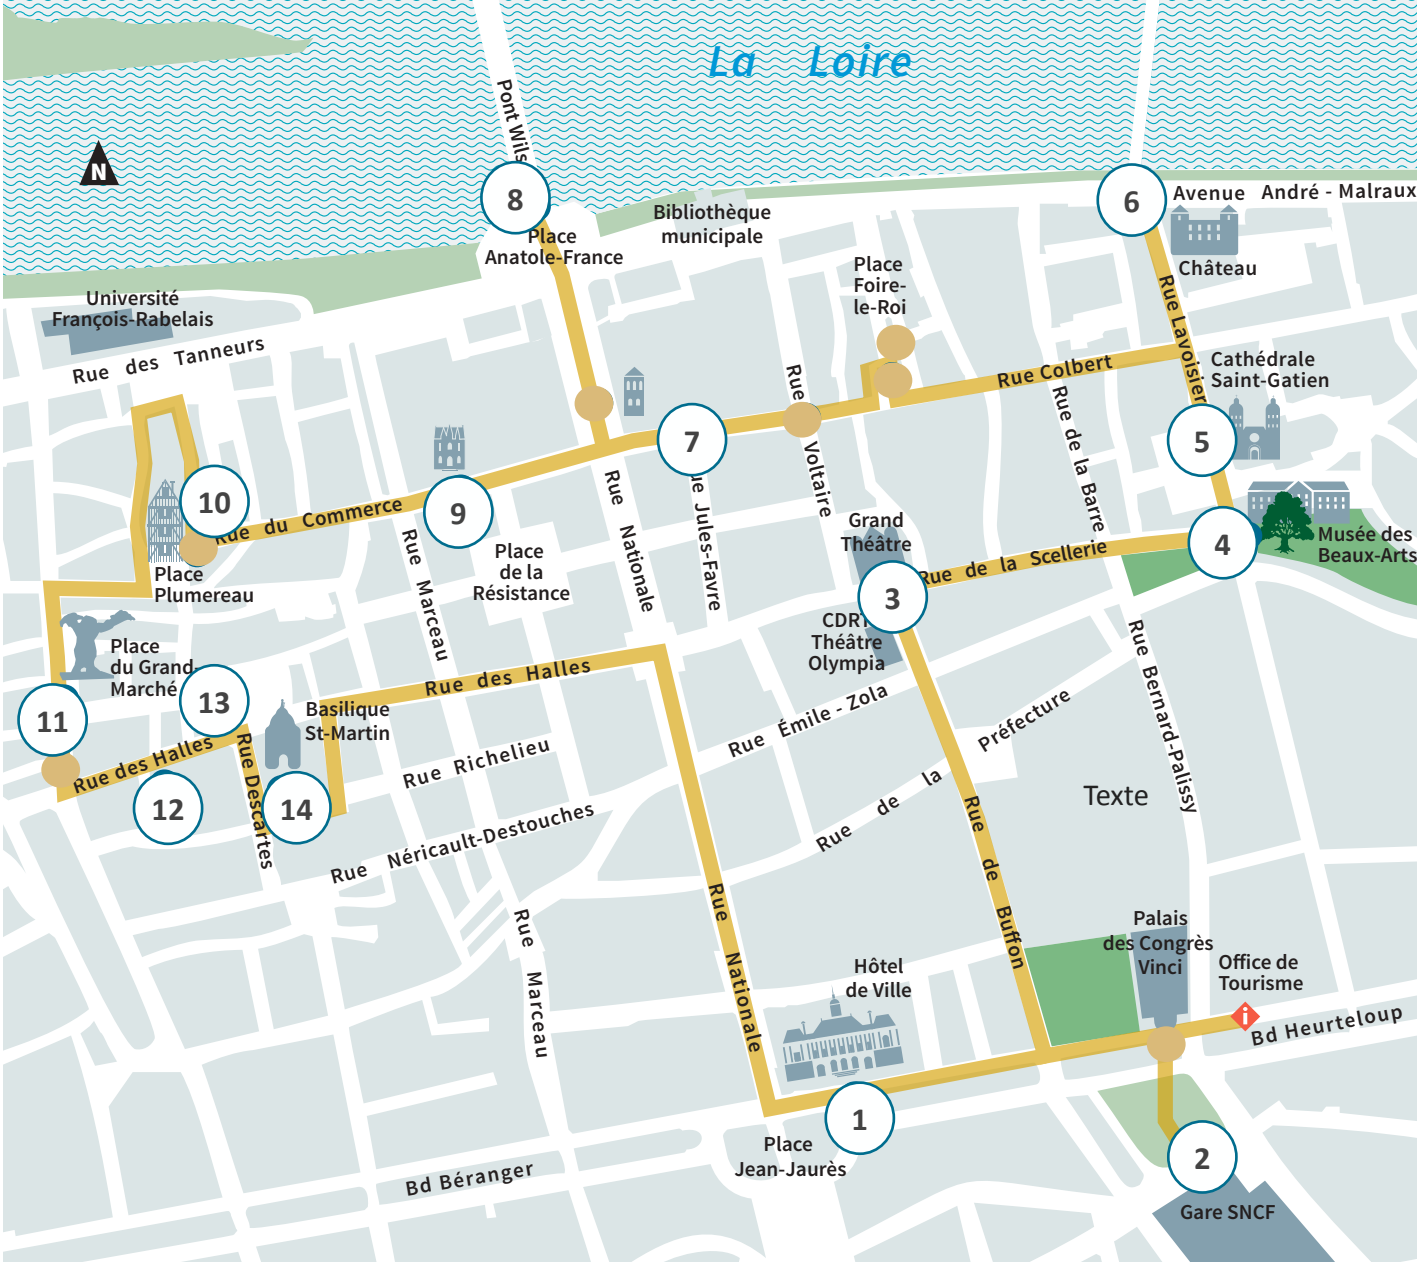 La Loire
Pont Wils
N
8
6
Avenue André - Malraux
Bibliothèque
municipale
Place
Anatole-France
Château
Place
Foire-
le-Roi
Université
François-Rabelais
Rue des Tanneurs
Rue Lavoisier
Rue Colbert
Cathédrale
Saint-Gatien
Rue
Voltaire
Rue de la Barre
7
5
10
9
Rue du Commerce
Rue Nationale
ue Jules-Favre
Grand
Théâtre
4
Musée des
Beaux-Arts
Rue de la Scellerie
Place
de la
Résistance
Rue Marceau
Place
Plumereau
3
CDRT
Théâtre
Olympia
Place
du Grand-
Marché
Rue Bernard-Palissy
Rue des Halles
13
11
Basilique
St-Martin
Rue Émile - Zola
Rue de la Préfecture
Rue des Halles
Rue Descartes
Rue Richelieu
12
14
Texte
Rue Néricault-Destouches
Rue de Buffon
Rue Nationale
Rue Marceau
Palais
des Congrès
Vinci
Hôtel
de Ville
Office de
Tourisme
i
Bd Heurteloup
1
Place
Jean-Jaurès
2
Bd Béranger
Gare SNCF